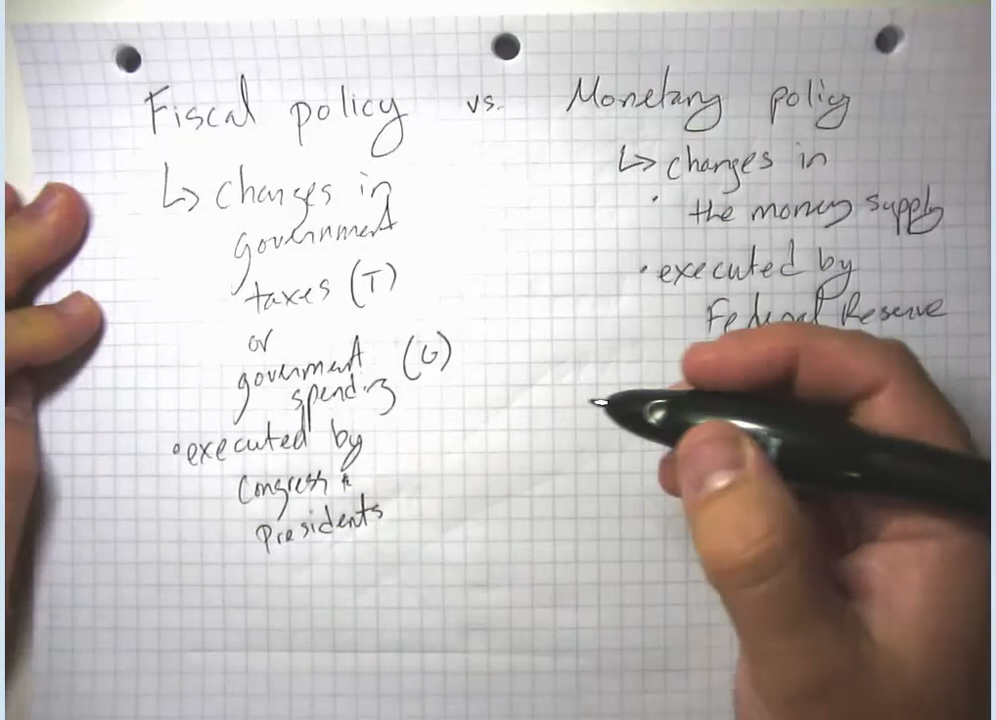 Fiscal policy vs. Monetary policy
↳ changes in
government
taxes (T)
or
government (G)
spending
• executed by
Congress &
Presidents
↳ changes in
• the money supply
• executed by
Federal Reserve